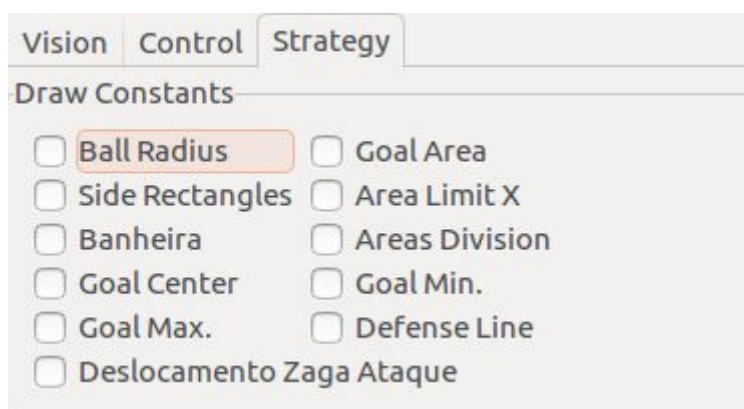 Vision Control Strategy
Draw Constants
Ball Radius Goal Area
Side Rectangles Area Limit X
Banheira Areas Division
Goal Center Goal Min.
Goal Max. Defense Line
Deslocamento Zaga Ataque